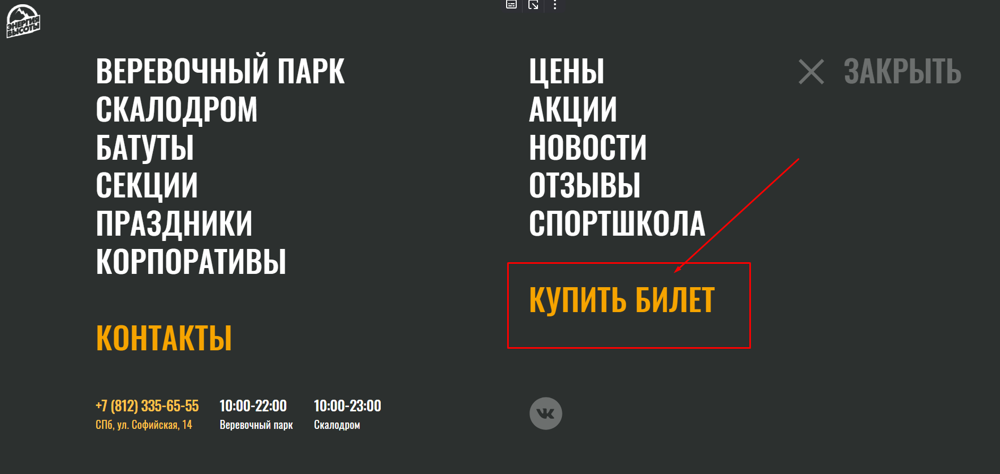 ЭНЕРГИЯ
ВЫСОТЫ
ВЕРЕВОЧНЫЙ ПАРК
СКАЛОДРОМ
БАТУТЫ
СЕКЦИИ
ПРАЗДНИКИ
КОРПОРАТИВЫ
КОНТАКТЫ
ЦЕНЫ
АКЦИИ
НОВОСТИ
ОТЗЫВЫ
СПОРТШКОЛА
КУПИТЬ БИЛЕТ
ЗАКРЫТЬ
+7 (812) 335-65-55
СПб, ул. Софийская, 14
10:00-22:00
Веревочный парк
10:00-23:00
Скалодром